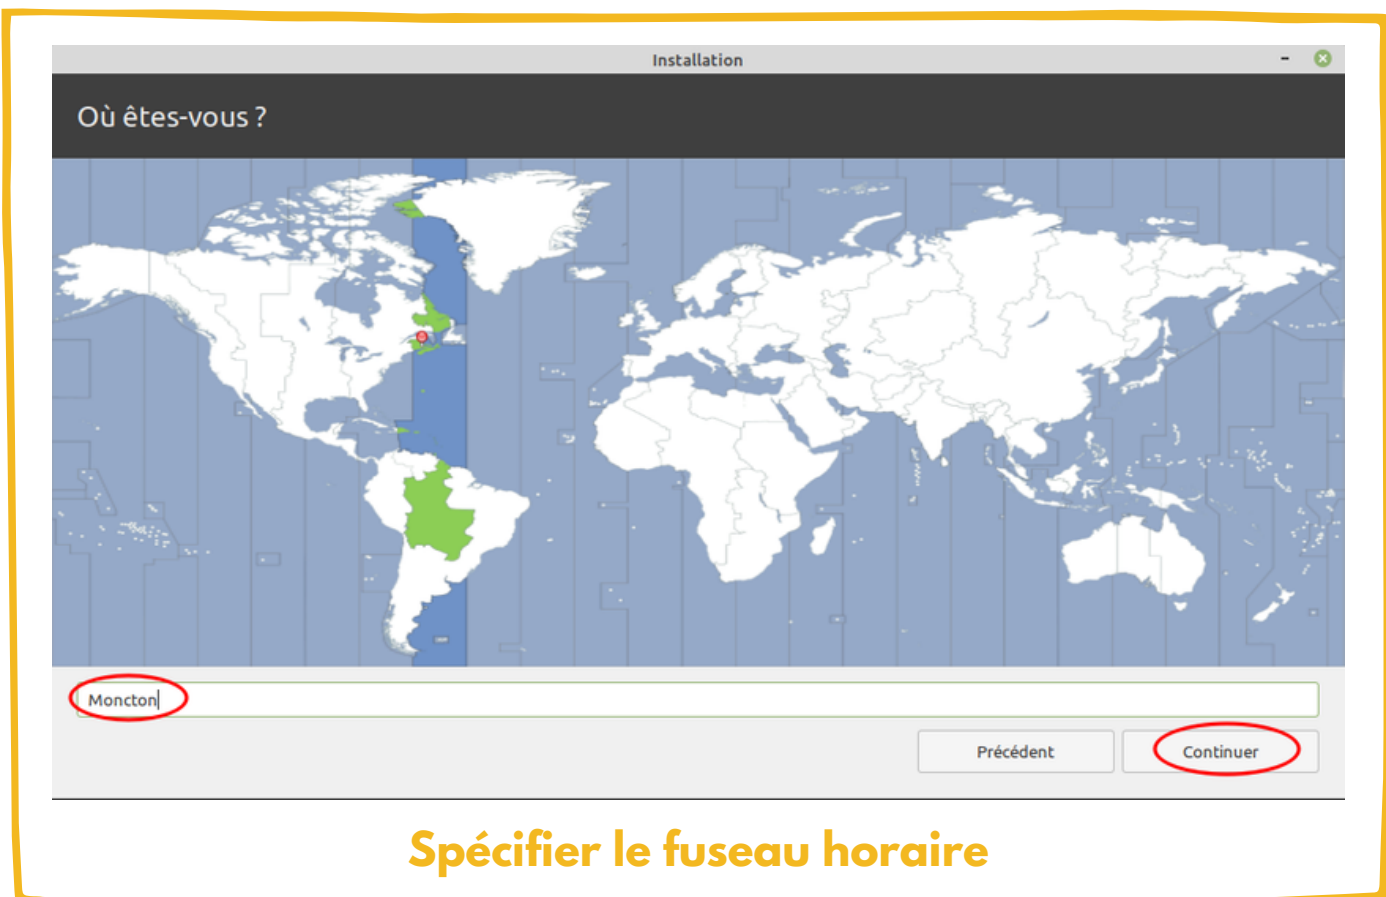 Installation
Où êtes-vous ?
Moncton
Précédent
Continuer
Spécifier le fuseau horaire